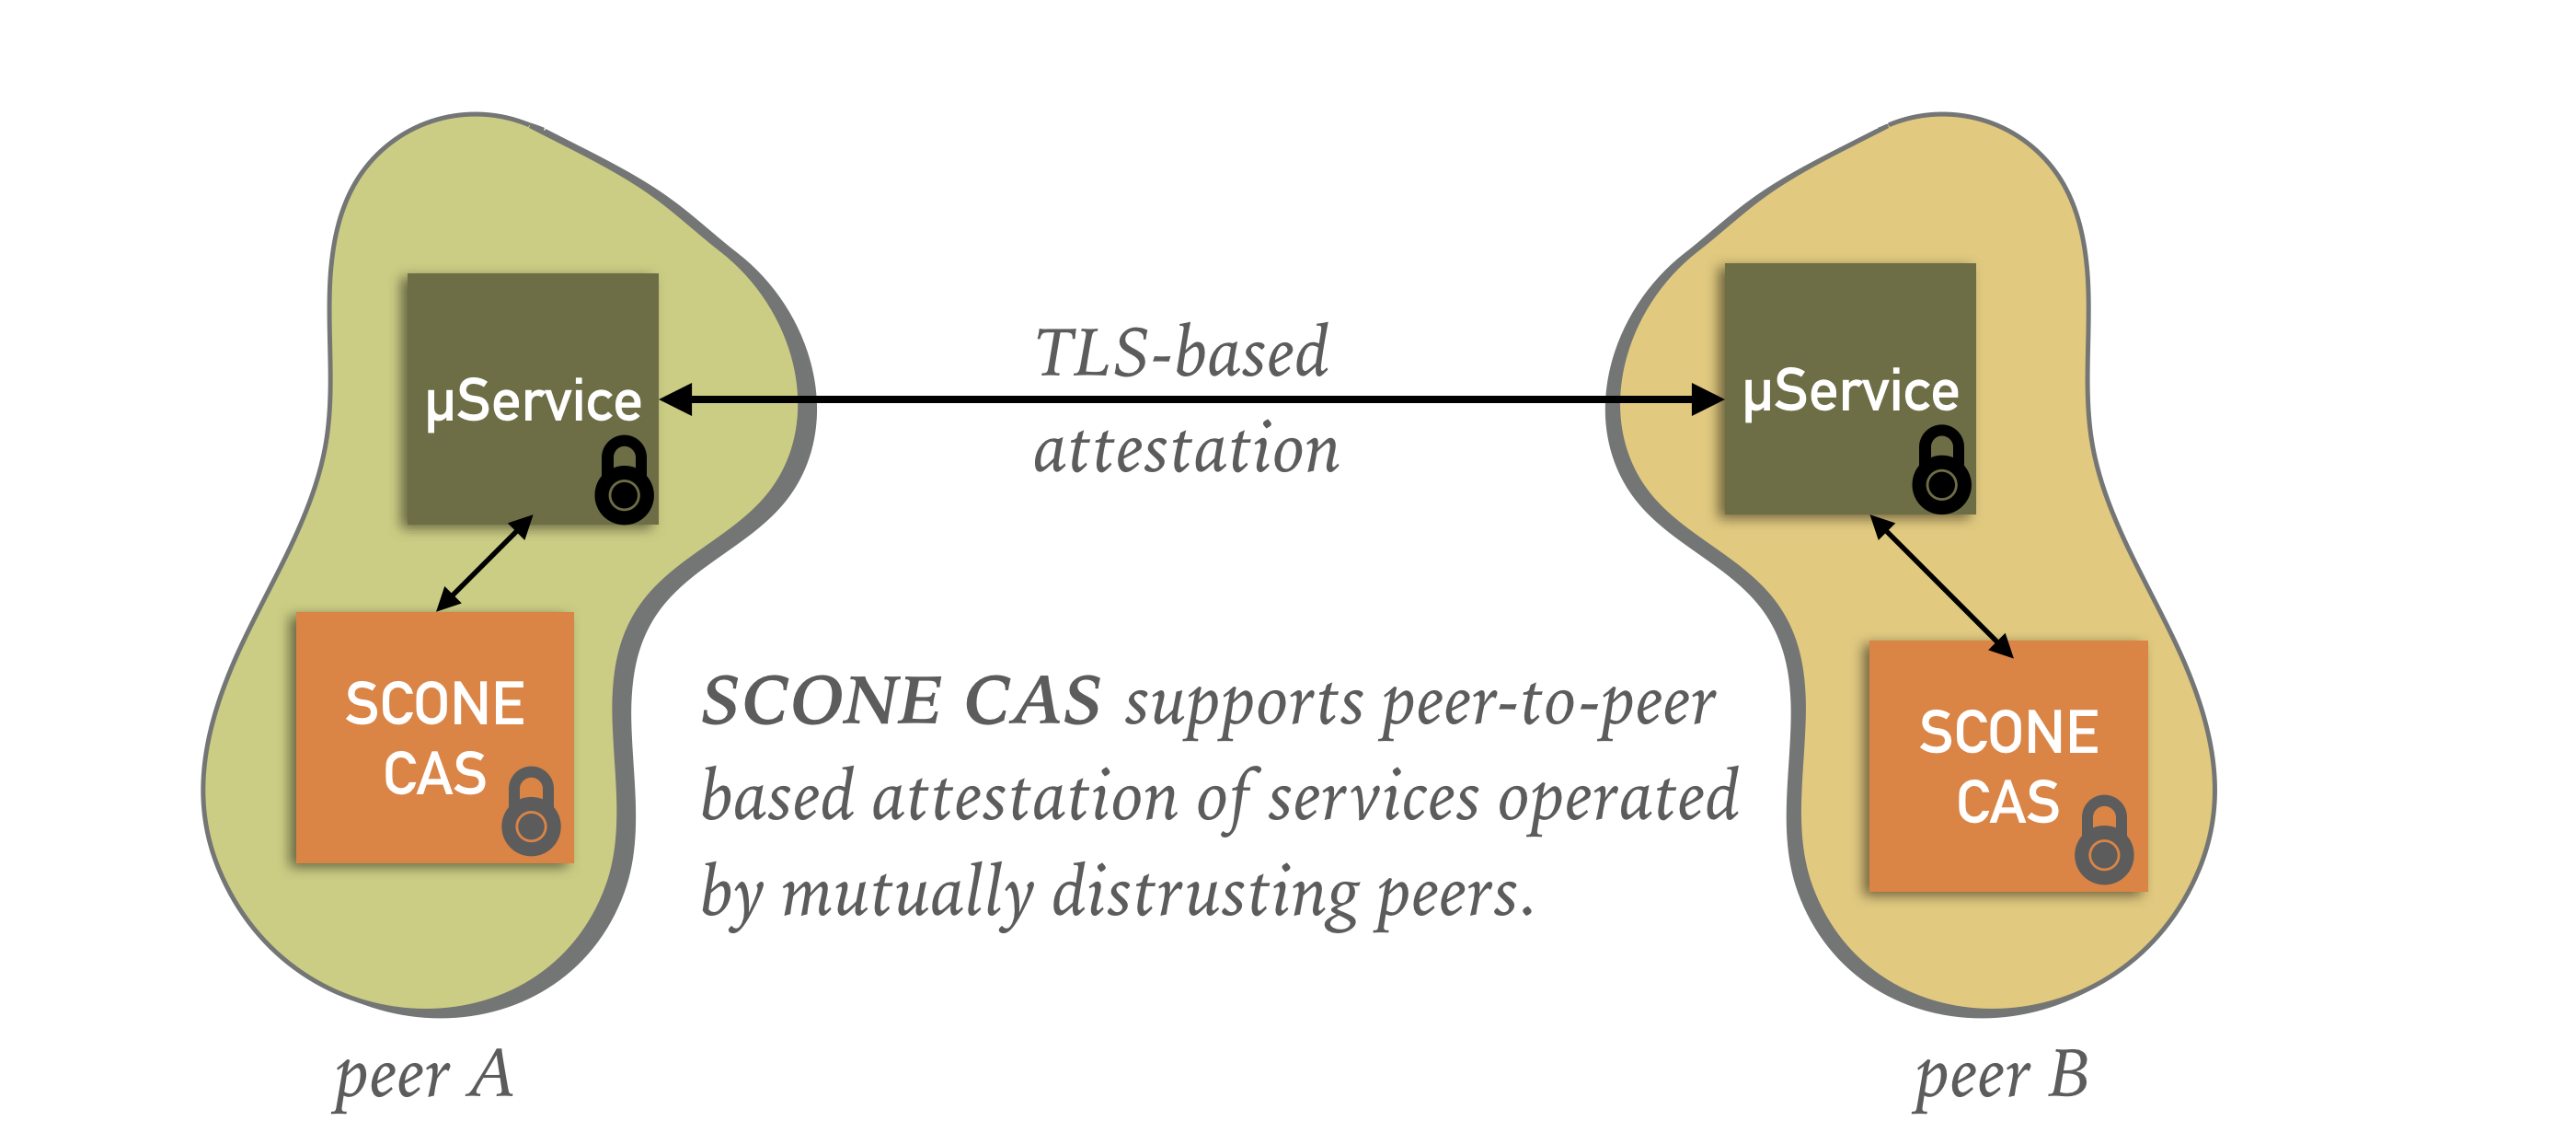 TLS-based
attestation
µService
µService
SCONE
CAS
SCONE CAS supports peer-to-peer
based attestation of services operated
by mutually distrusting peers.
SCONE
CAS
peer A
peer B